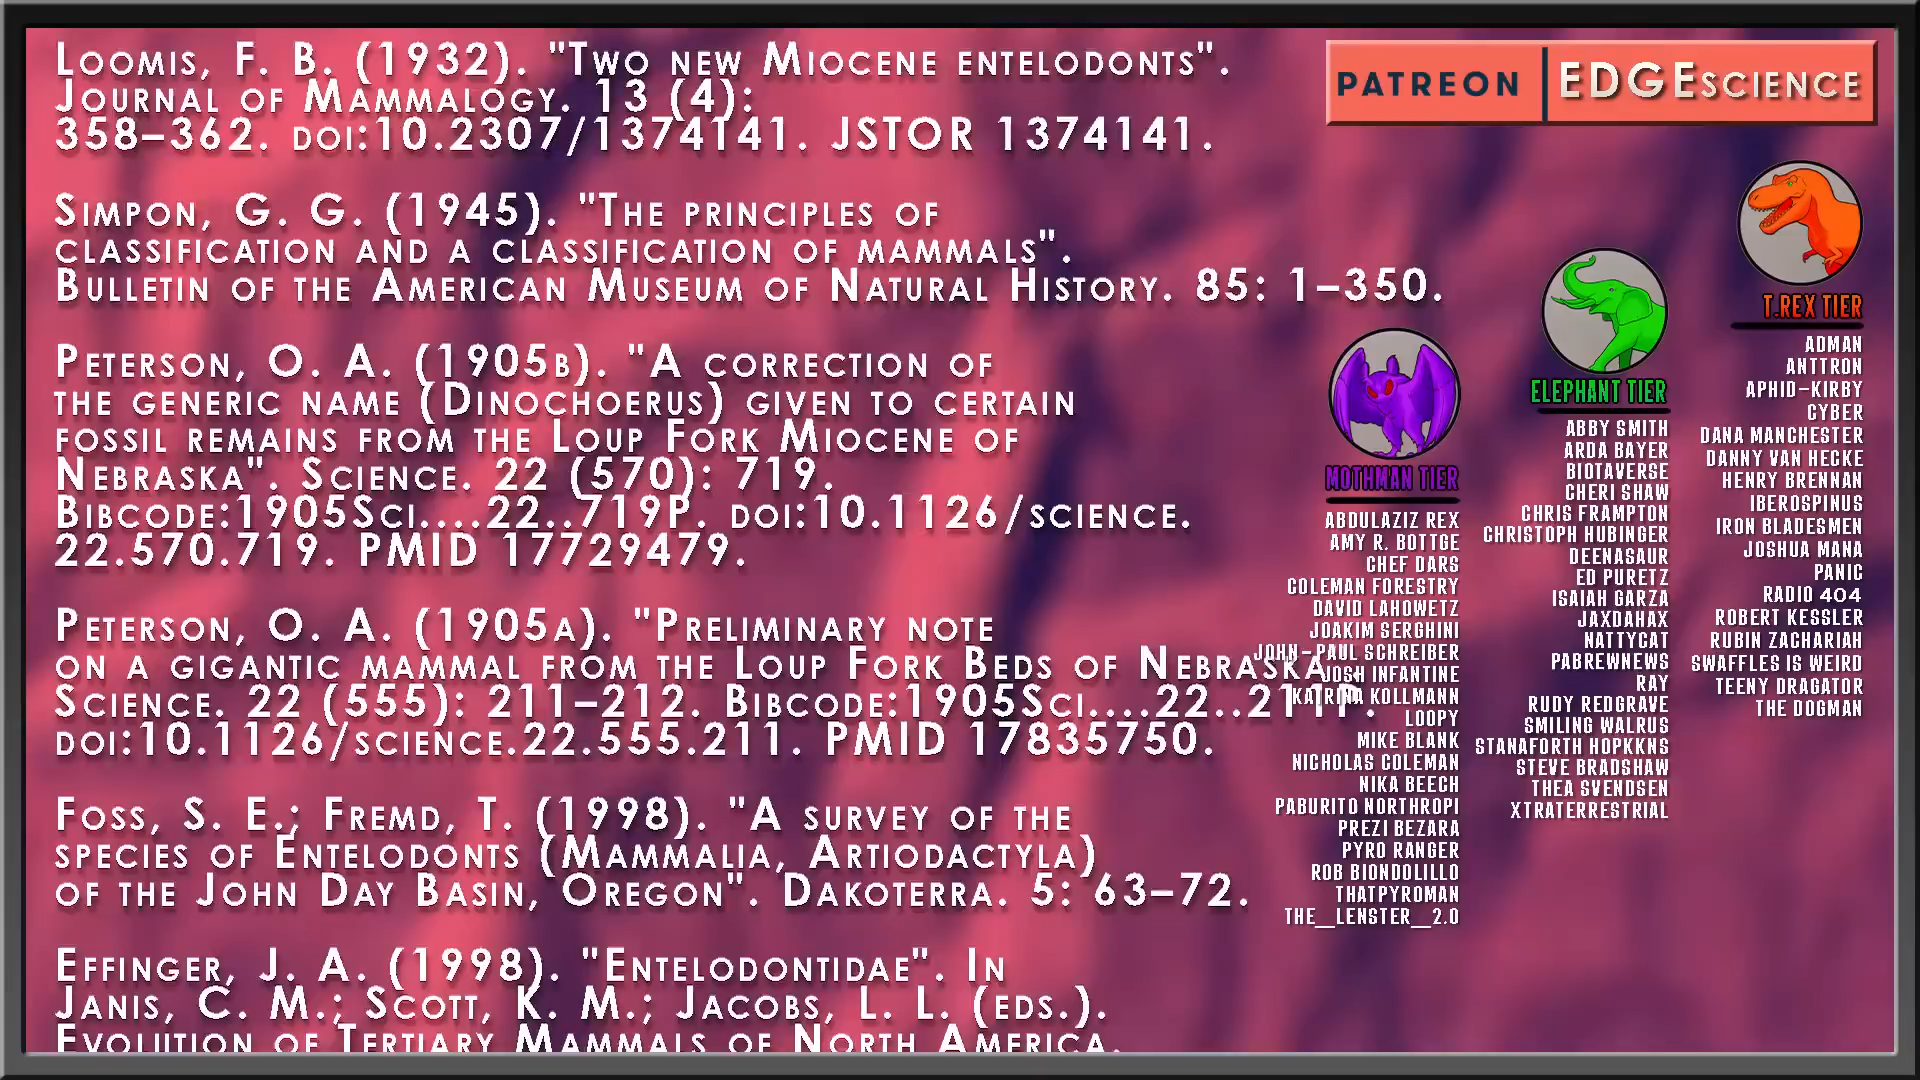 Loomis, F. B. (1932). "Two new Miocene entelodonts".
Journal of Mammalogy. 13 (4):
358–362. doi:10.2307/1374141. JSTOR 1374141.
Simpon, G. G. (1945). "The principles of
classification and a classification of mammals".
Bulletin of the American Museum of Natural History. 85: 1–350.
Peterson, O. A. (1905b). "A correction of
the generic name (Dinochoerus) given to certain
fossil remains from the Loup Fork Miocene of
Nebraska". Science. 22 (570): 719.
Bibcode:1905Sci....22..719P. doi:10.1126/science.
22.570.719. PMID 17729479.
Peterson, O. A. (1905a). "Preliminary note
on a gigantic mammal from the Loup Fork Beds of Nebraska
Science. 22 (555): 211–212. Bibcode:1905Sci....22..211P.
doi:10.1126/science.22.555.211. PMID 17835750.
Foss, S. E.; Fremd, T. (1998). "A survey of the
species of Entelodonts (Mammalia, Artiodactyla)
of the John Day Basin, Oregon". Dakoterra. 5: 63–72.
Effinger, J. A. (1998). "Entelodontidae". In
Janis, C. M.; Scott, K. M.; Jacobs, L. L. (eds.).
Evolution of Tertiary Mammals of North America.
PATREON EDGEscience
MOTHMAN TIER
ABDULAZIZ REX
AMY R. BOTTGE
CHEF DARS
COLEMAN FORESTRY
DAVID LAHOWETZ
JOAKIM SERGHINI
JOHN-PAUL SCHREIBER
JOSH INFANTINE
KATRINA KOLLMANN
LOOPY
MIKE BLANK
NICHOLAS COLEMAN
NIKA BEECH
PABURITO NORTHROPI
PREZI BEZARA
PYRO RANGER
ROB BIONDOLILLO
THATPYROMAN
THE_LENSTER_2.0
ELEPHANT TIER
ABBY SMITH
ARDA BAYER
BIOTAVERSE
CHERI SHAW
CHRIS FRAMPTON
CHRISTOPH HUBINGER
DEENASAUR
ED PURETZ
ISAIAH GARZA
JAXDAHAX
NATTYCAT
PABREWNEWS
RAY
RUDY REDGRAVE
SMILING WALRUS
STANAFORTH HOPKKNS
STEVE BRADSHAW
THEA SVENDSEN
XTRATERRESTRIAL
T.REX TIER
ADMAN
ANTTRON
APHID-KIRBY
CYBER
DANA MANCHESTER
DANNY VAN HECKE
HENRY BRENNAN
IBEROSPINUS
IRON BLADESMEN
JOSHUA MANA
PANIC
RADIO 404
ROBERT KESSLER
RUBIN ZACHARIAH
SWAFFLES IS WEIRD
TEENY DRAGATOR
THE DOGMAN